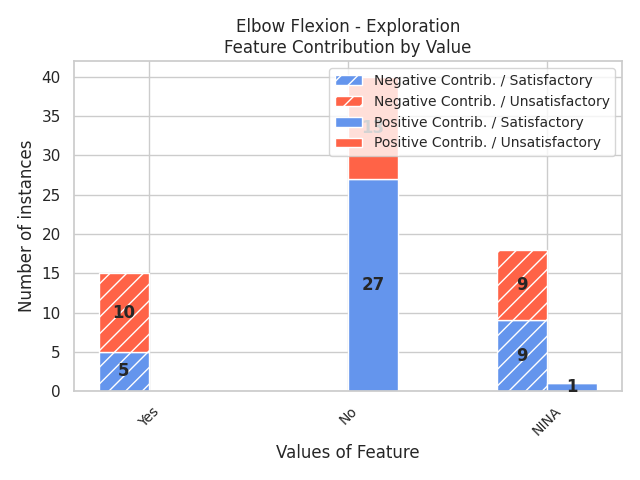 Elbow Flexion - Exploration
Feature Contribution by Value
Negative Contrib. / Satisfactory
Negative Contrib. / Unsatisfactory
Positive Contrib. / Satisfactory
Positive Contrib. / Unsatisfactory
Number of instances
40
35
30
25
20
15
10
5
0
10
5
13
27
9
9
1
Yes
No
NINA
Values of Feature